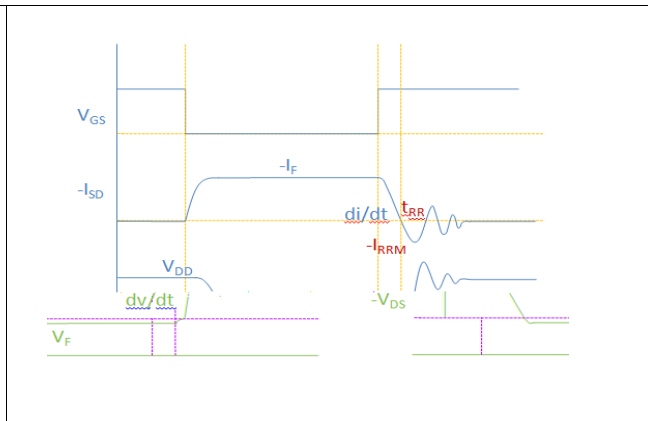 VGS
-IF
-ISD
di/dt
tRR
-IRRM
VDD
dv/dt
-VDS
VF